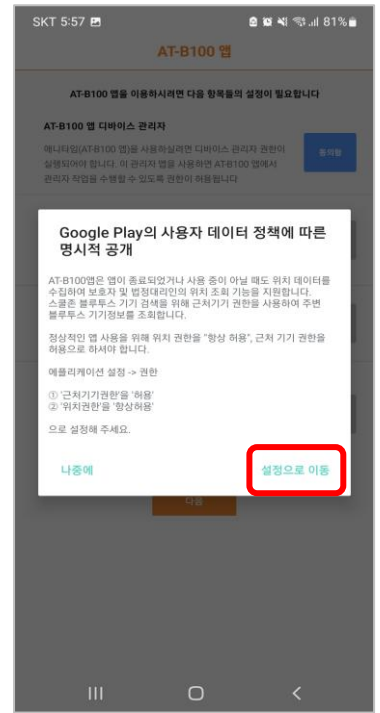 SKT 5:57
81%
AT-B100 앱
AT-B100 앱을 이용하시려면 다음 항목들의 설정이 필요합니다
AT-B100 앱 디바이스 관리자
애니타임(AT-B100 앱)을 사용하실려면 디바이스 관리자 권한이
실행되어야 합니다. 이 관리자 앱을 사용하면 AT-B100 앱에서
관리자 작업을 수행할 수 있도록 권한이 허용됩니다
동의함
Google Play의 사용자 데이터 정책에 따른
명시적 공개
AT-B100앱은 앱이 종료되었거나 사용 중이 아닐 때도 위치 데이터를
수집하여 보호자 및 법정대리인의 위치 조회 기능을 지원합니다.
스쿨존 블루투스 기기 검색을 위해 근처기기 권한을 사용하여 주변
블루투스 기기정보를 조회합니다.
정상적인 앱 사용을 위해 위치 권한을 "항상 허용", 근처 기기 권한을
허용으로 하셔야 합니다.
애플리케이션 설정 -> 권한
① '근처기기권한'을 '허용'
② '위치권한'을 '항상허용'
으로 설정해 주세요.
나중에
설정으로 이동
다음